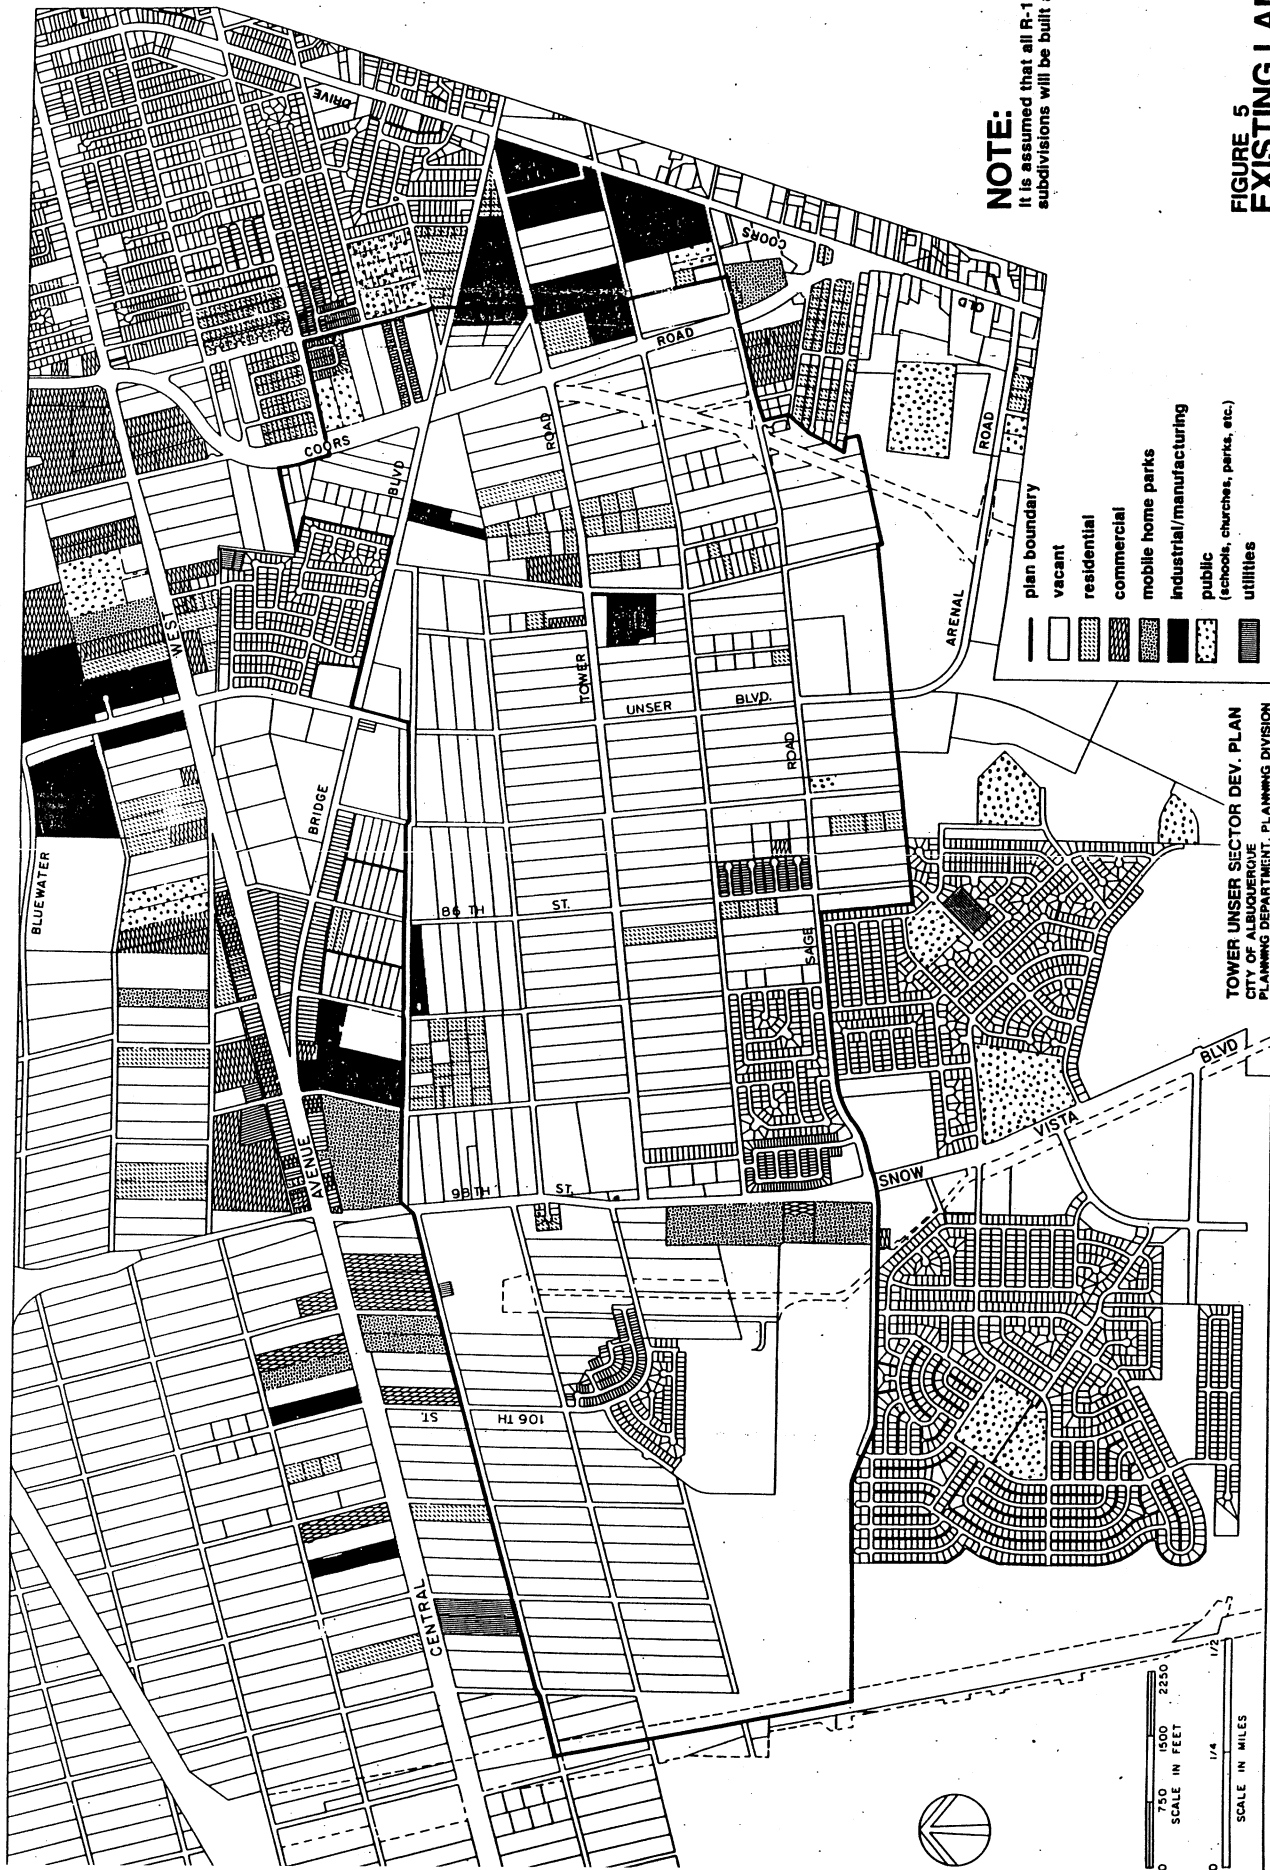 NOTE:
It is assumed that all R-1
subdivisions will be built
FIGURE 5
EXISTING
plan boundary
vacant
residential
commercial
mobile home parks
industrial/manufacturing
public
(schools, churches, parks, etc.)
utilities
TOWER UNSER SECTOR DEV. PLAN
CITY OF ALBUQUERQUE
PLANNING DEPARTMENT, PLANNING DIVISION
0 750 1500 2250
SCALE IN FEET
0 1/4 1/2
SCALE IN MILES
DRIVE
COORS
OLD
ROAD
COORS
BLVD
ROAD
ROAD
ARENAL
WEST
TOWER
UNSER
BLVD.
ROAD
BLUEWATER
BRIDGE
86 TH
ST.
SAGE
AVENUE
98 TH
ST.
SNOW
VISTA
BLVD
106 TH
ST.
CENTRAL